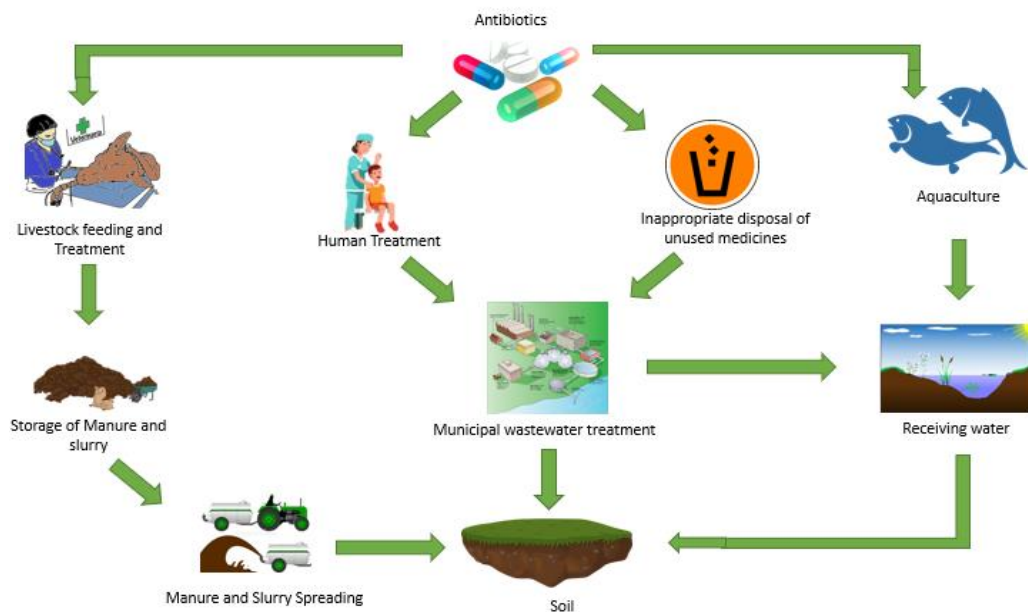 Antibiotics
Livestock feeding and
Treatment
Human Treatment
Inappropriate disposal of
unused medicines
Aquaculture
Storage of Manure and
slurry
Municipal wastewater treatment
Receiving water
Manure and Slurry Spreading
Soil